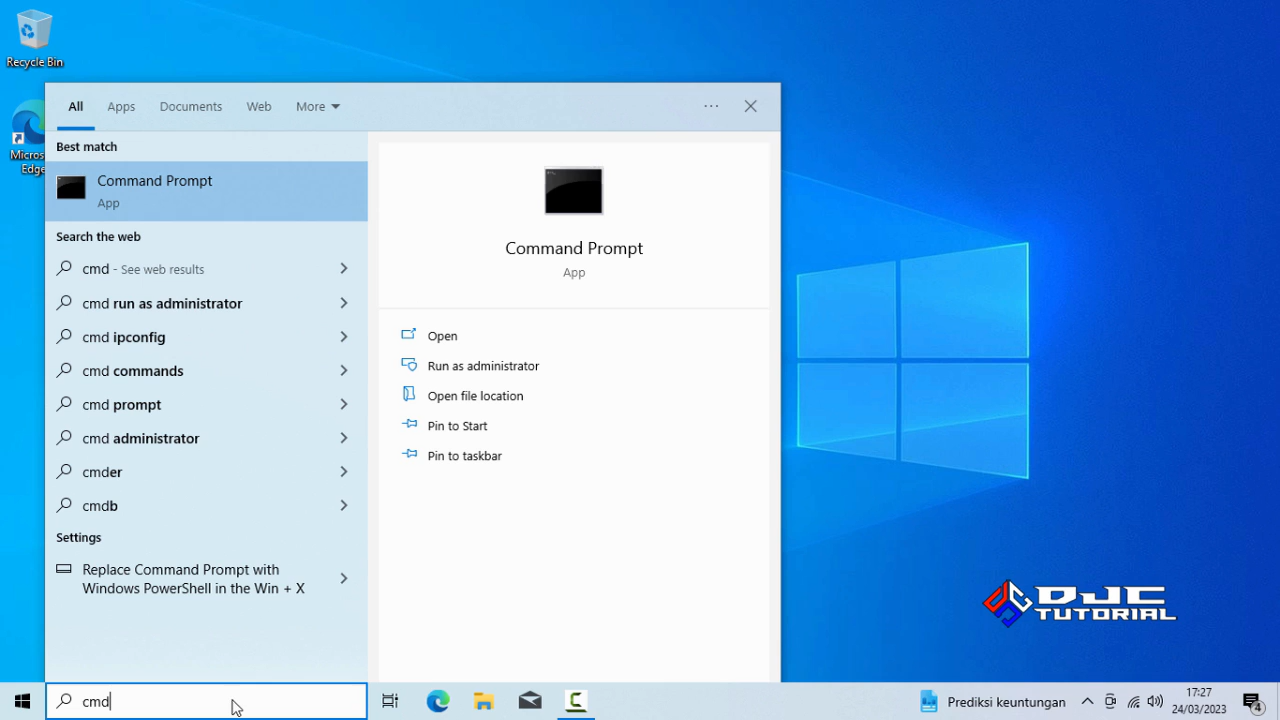 Recycle Bin
Micros
Edge
All
Apps
Documents
Web
More
Best match
Command Prompt
App
Search the web
cmd - See web results
cmd run as administrator
cmd ipconfig
cmd commands
cmd prompt
cmd administrator
cmder
cmdb
Settings
Replace Command Prompt with
Windows PowerShell in the Win + X
Command Prompt
App
Open
Run as administrator
Open file location
Pin to Start
Pin to taskbar
DJC
TUTORIAL
cmd
Prediksi keuntungan
17:27
24/03/2023
4